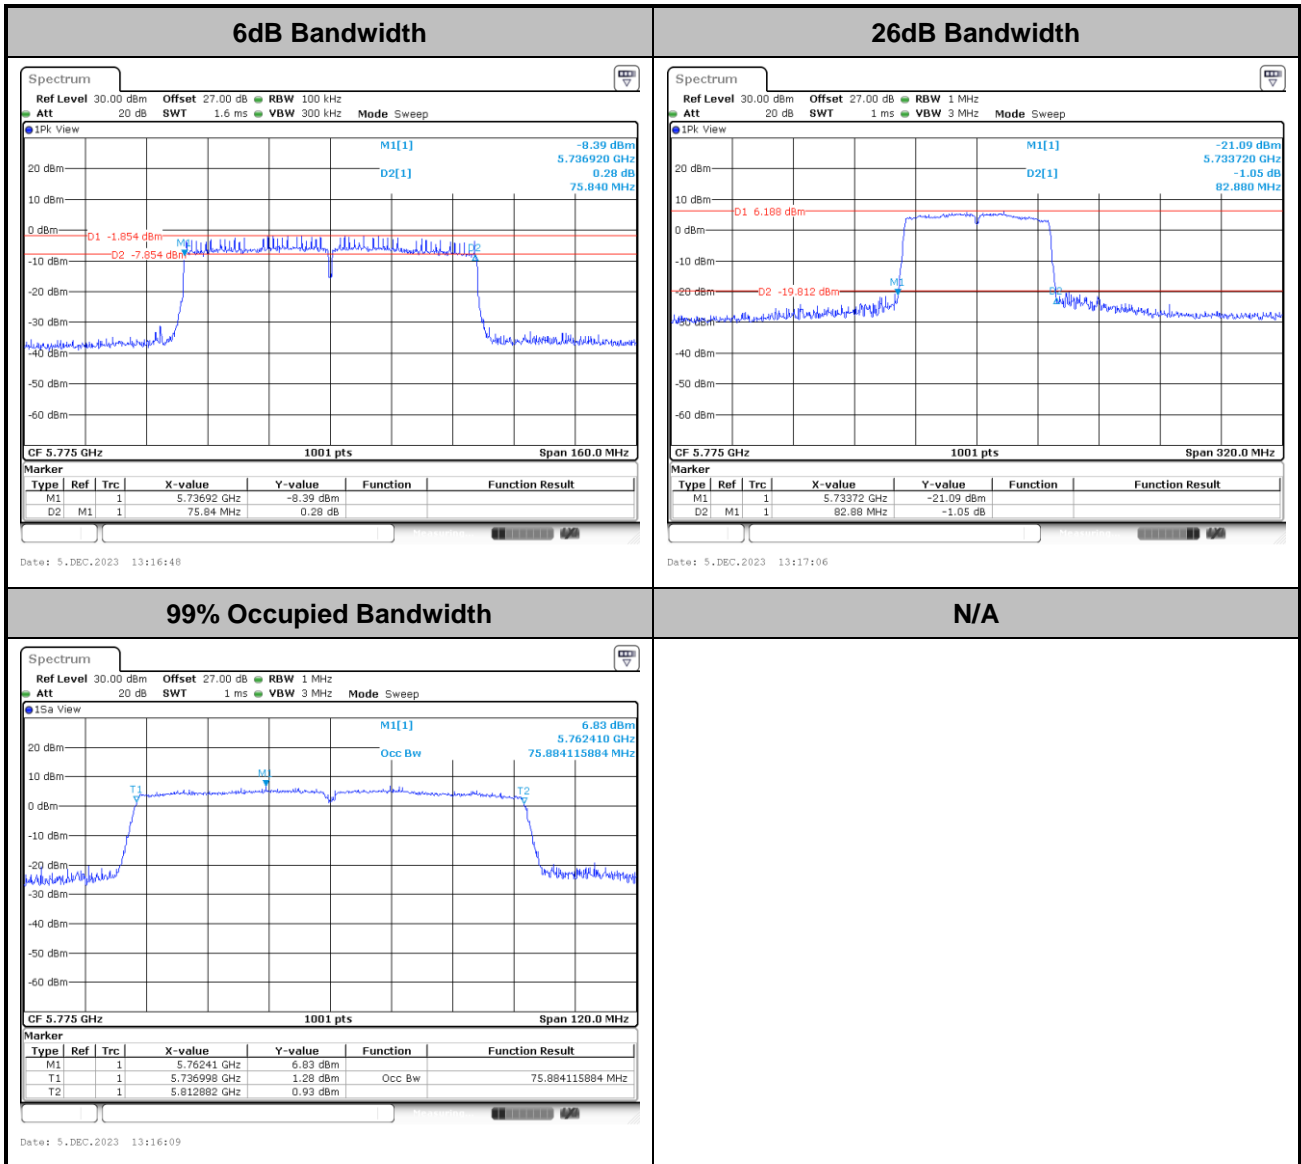 6dB Bandwidth
26dB Bandwidth
Spectrum
Ref Level 30.00 dBm Offset 27.00 dB RBW 100 kHz
Att 20 dB SWT 1.6 ms VBW 300 kHz Mode Sweep
1Pk View
M1[1] -8.39 dBm
5.736920 GHz
D2[1] 0.28 dB
75.840 MHz
20 dBm
10 dBm
0 dBm
D1 -1.854 dBm
M1
D2
D2 -7.854 dBm
-10 dBm
-20 dBm
-30 dBm
-40 dBm
-50 dBm
-60 dBm
CF 5.775 GHz 1001 pts Span 160.0 MHz
Marker
Type Ref Trc X-value Y-value Function Function Result
M1 1 5.73692 GHz -8.39 dBm
D2 M1 1 75.84 MHz 0.28 dB
Date: 5.DEC.2023 13:16:48
Spectrum
Ref Level 30.00 dBm Offset 27.00 dB RBW 1 MHz
Att 20 dB SWT 1 ms VBW 3 MHz Mode Sweep
1Pk View
M1[1] -21.09 dBm
5.733720 GHz
D2[1] -1.05 dB
82.880 MHz
20 dBm
10 dBm
D1 6.188 dBm
0 dBm
-10 dBm
M1
-20 dBm
D2 -19.812 dBm
D2
-30 dBm
-40 dBm
-50 dBm
-60 dBm
CF 5.775 GHz 1001 pts Span 320.0 MHz
Marker
Type Ref Trc X-value Y-value Function Function Result
M1 1 5.73372 GHz -21.09 dBm
D2 M1 1 82.88 MHz -1.05 dB
Measuring...
Date: 5.DEC.2023 13:17:06
99% Occupied Bandwidth
N/A
Spectrum
Ref Level 30.00 dBm Offset 27.00 dB RBW 1 MHz
Att 20 dB SWT 1 ms VBW 3 MHz Mode Sweep
1Sa View
M1[1] 6.83 dBm
5.762410 GHz
Occ Bw 75.884115884 MHz
20 dBm
10 dBm
M1
T1
T2
0 dBm
-10 dBm
-20 dBm
-30 dBm
-40 dBm
-50 dBm
-60 dBm
CF 5.775 GHz 1001 pts Span 120.0 MHz
Marker
Type Ref Trc X-value Y-value Function Function Result
M1 1 5.76241 GHz 6.83 dBm
T1 1 5.736998 GHz 1.28 dBm Occ Bw 75.884115884 MHz
T2 1 5.812882 GHz 0.93 dBm
Date: 5.DEC.2023 13:16:09